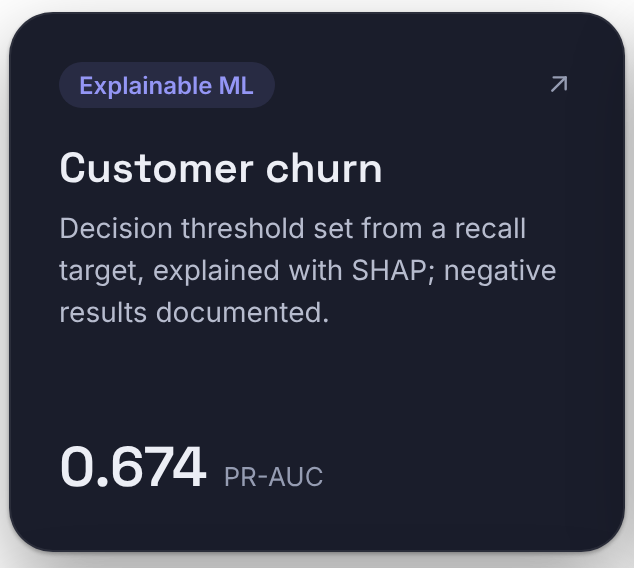 Explainable ML
Customer churn
Decision threshold set from a recall
target, explained with SHAP; negative
results documented.
0.674 PR-AUC